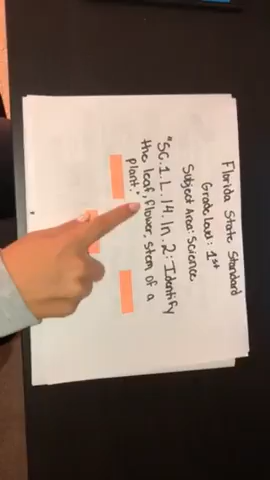 Florida State Standard
Grade Level: 1st
Subject Area: Science
"SC.1.L.14.In.2: Identify
the leaf, flower, stem of a
plant."